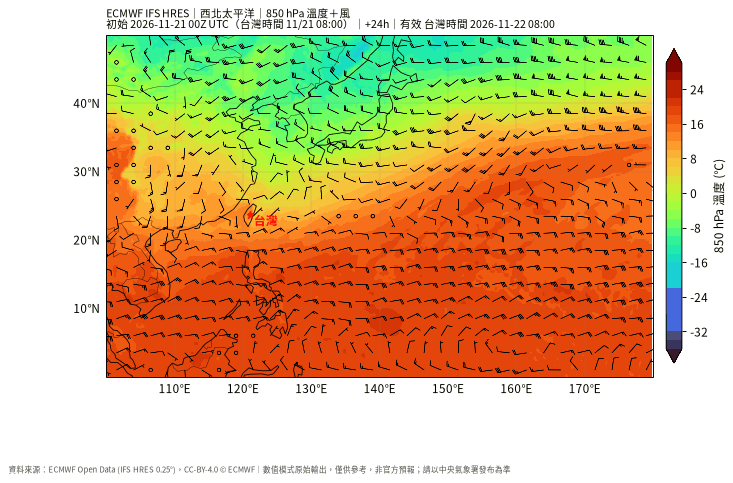 ECMWF IFS HRES｜西北太平洋｜850 hPa 溫度＋風
初始 2026-11-21 00Z UTC（台灣時間 11/21 08:00）｜+24h｜有效 台灣時間 2026-11-22 08:00
40°N
30°N
20°N
10°N
110°E
120°E
130°E
140°E
150°E
160°E
170°E
台灣
24
16
8
0
-8
-16
-24
-32
850 hPa 溫度 (°C)
資料來源：ECMWF Open Data (IFS HRES 0.25°)，CC-BY-4.0 © ECMWF｜數值模式原始輸出，僅供參考，非官方預報；請以中央氣象署發布為準